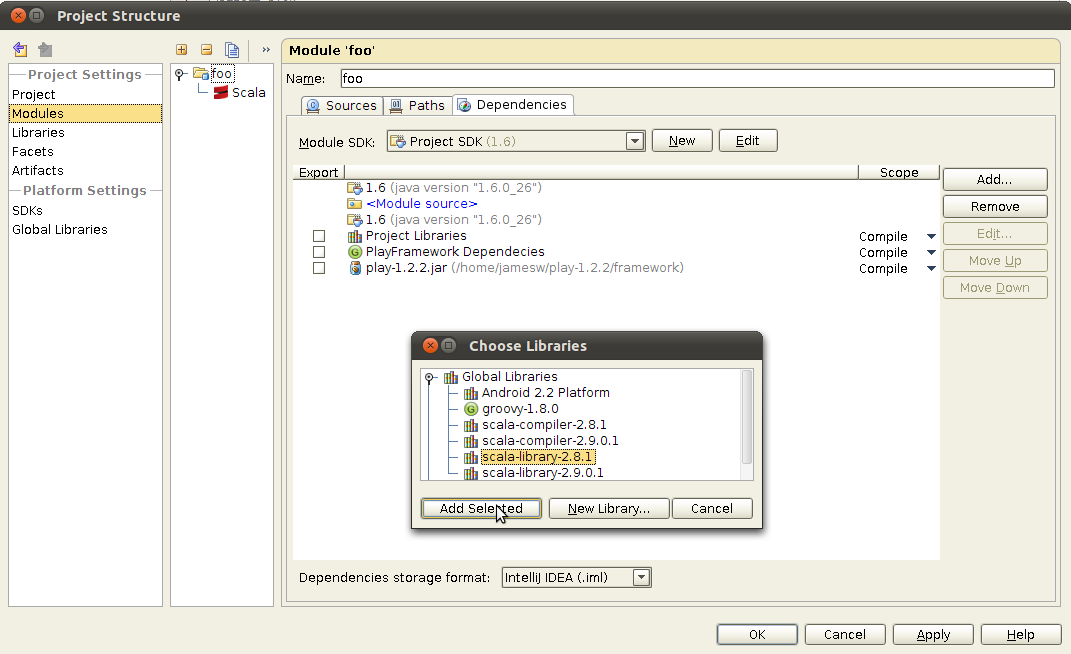 Project Structure
Project Settings
Project
Modules
Libraries
Facets
Artifacts
Platform Settings
SDKs
Global Libraries
foo
Scala
Module 'foo'
Name: foo
Sources Paths Dependencies
Module SDK: Project SDK (1.6) New Edit
Export Scope
1.6 (java version "1.6.0_26")
<Module source>
1.6 (java version "1.6.0_26")
Project Libraries Compile
PlayFramework Dependecies Compile
play-1.2.2.jar (/home/jamesw/play-1.2.2/framework) Compile
Add...
Remove
Edit...
Move Up
Move Down
Choose Libraries
Global Libraries
Android 2.2 Platform
groovy-1.8.0
scala-compiler-2.8.1
scala-compiler-2.9.0.1
scala-library-2.8.1
scala-library-2.9.0.1
Add Selected New Library... Cancel
Dependencies storage format: IntelliJ IDEA (.iml)
OK Cancel Apply Help